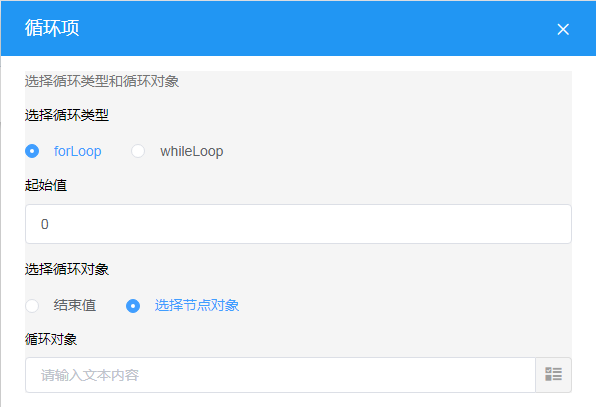 循环项
选择循环类型和循环对象
选择循环类型
forLoop whileLoop
起始值
0
选择循环对象
结束值 选择节点对象
循环对象
请输入文本内容